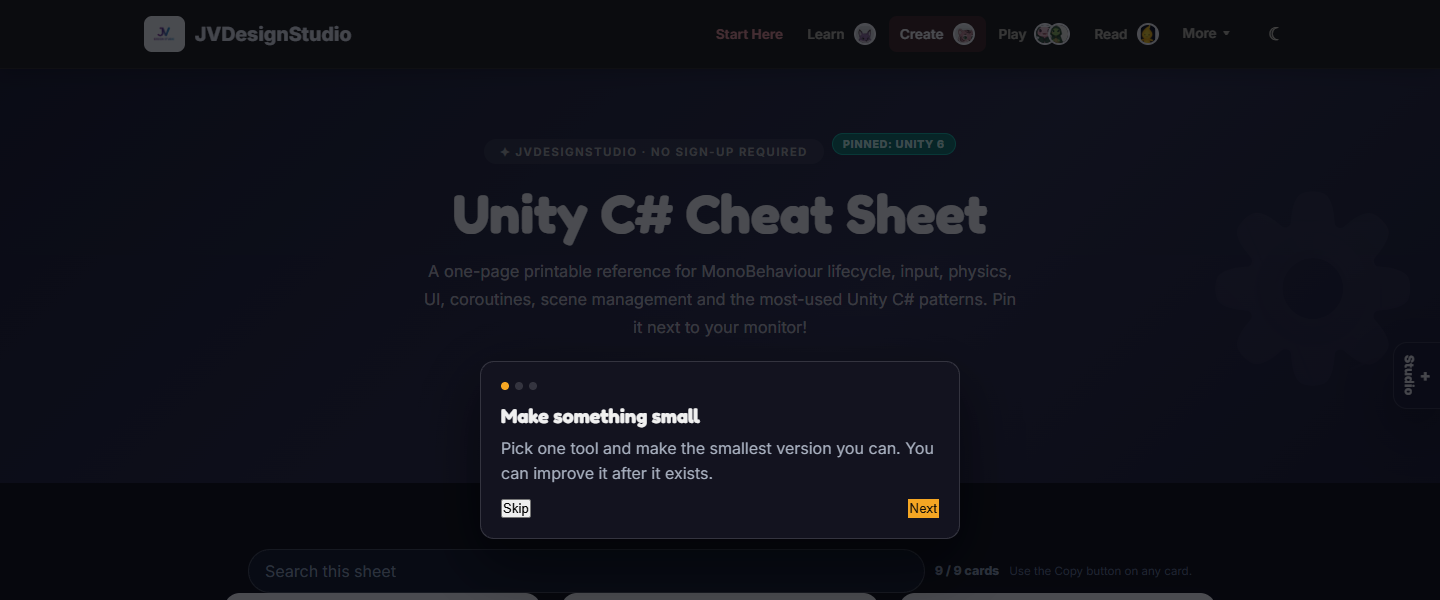 JV
JVDesignStudio
Start Here
Learn
Create
Play
Read
More
✦ JVDESIGNSTUDIO · NO SIGN-UP REQUIRED
PINNED: UNITY 6
Unity C# Cheat Sheet
A one-page printable reference for MonoBehaviour lifecycle, input, physics,
UI, coroutines, scene management and the most-used Unity C# patterns. Pin
it next to your monitor!
Studio
Make something small
Pick one tool and make the smallest version you can. You
can improve it after it exists.
Skip
Next
Search this sheet
9 / 9 cards
Use the Copy button on any card.